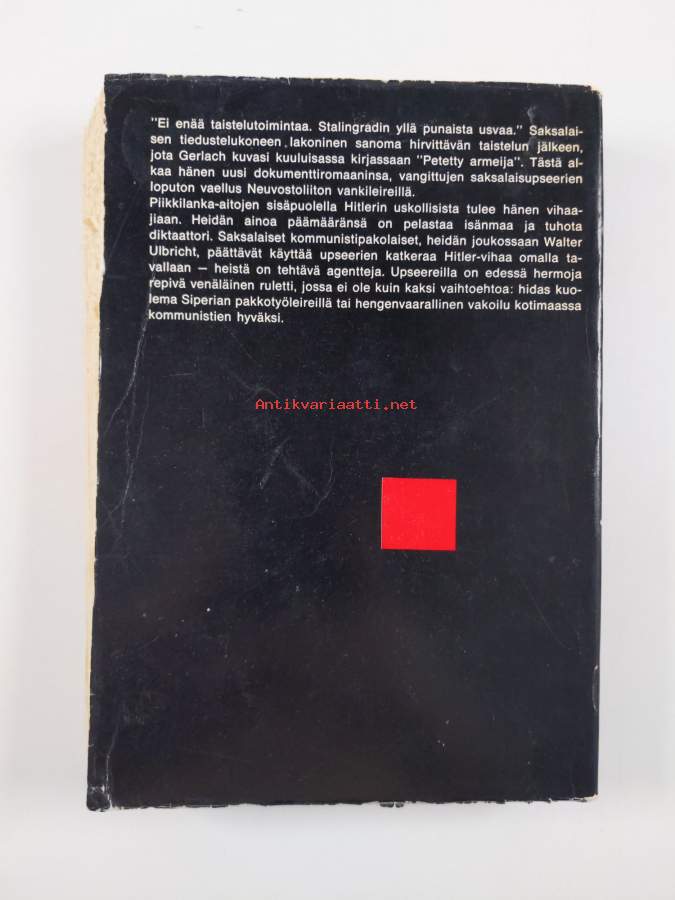 "Ei enää taistelutoimintaa. Stalingradin yllä punaista usvaa." Saksalai-
sen tiedustelukoneen lakoninen sanoma hirvittävän taistelun jälkeen,
jota Gerlach kuvasi kuuluisassa kirjassaan "Petetty armeija". Tästä al-
kaa hänen uusi dokumenttiromaaninsa, vangittujen saksalaisupseerien
loputon vaellus Neuvostoliiton vankileireillä.
Piikkilanka-aitojen sisäpuolella Hitlerin uskollisista tulee hänen vihaa-
jiaan. Heidän ainoa päämääränsä on pelastaa isänmaa ja tuhota
diktaattori. Saksalaiset kommunistipakolaiset, heidän joukossaan Walter
Ulbricht, päättävät käyttää upseerien katkeraa Hitler-vihaa omalla ta-
vallaan — heistä on tehtävä agentteja. Upseereilla on edessä hermoja
repivä venäläinen ruletti, jossa ei ole kuin kaksi vaihtoehtoa: hidas kuo-
lema Siperian pakkotyöleireillä tai hengenvaarallinen vakoilu kotimaassa
kommunistien hyväksi.
Antikvariaatti.net